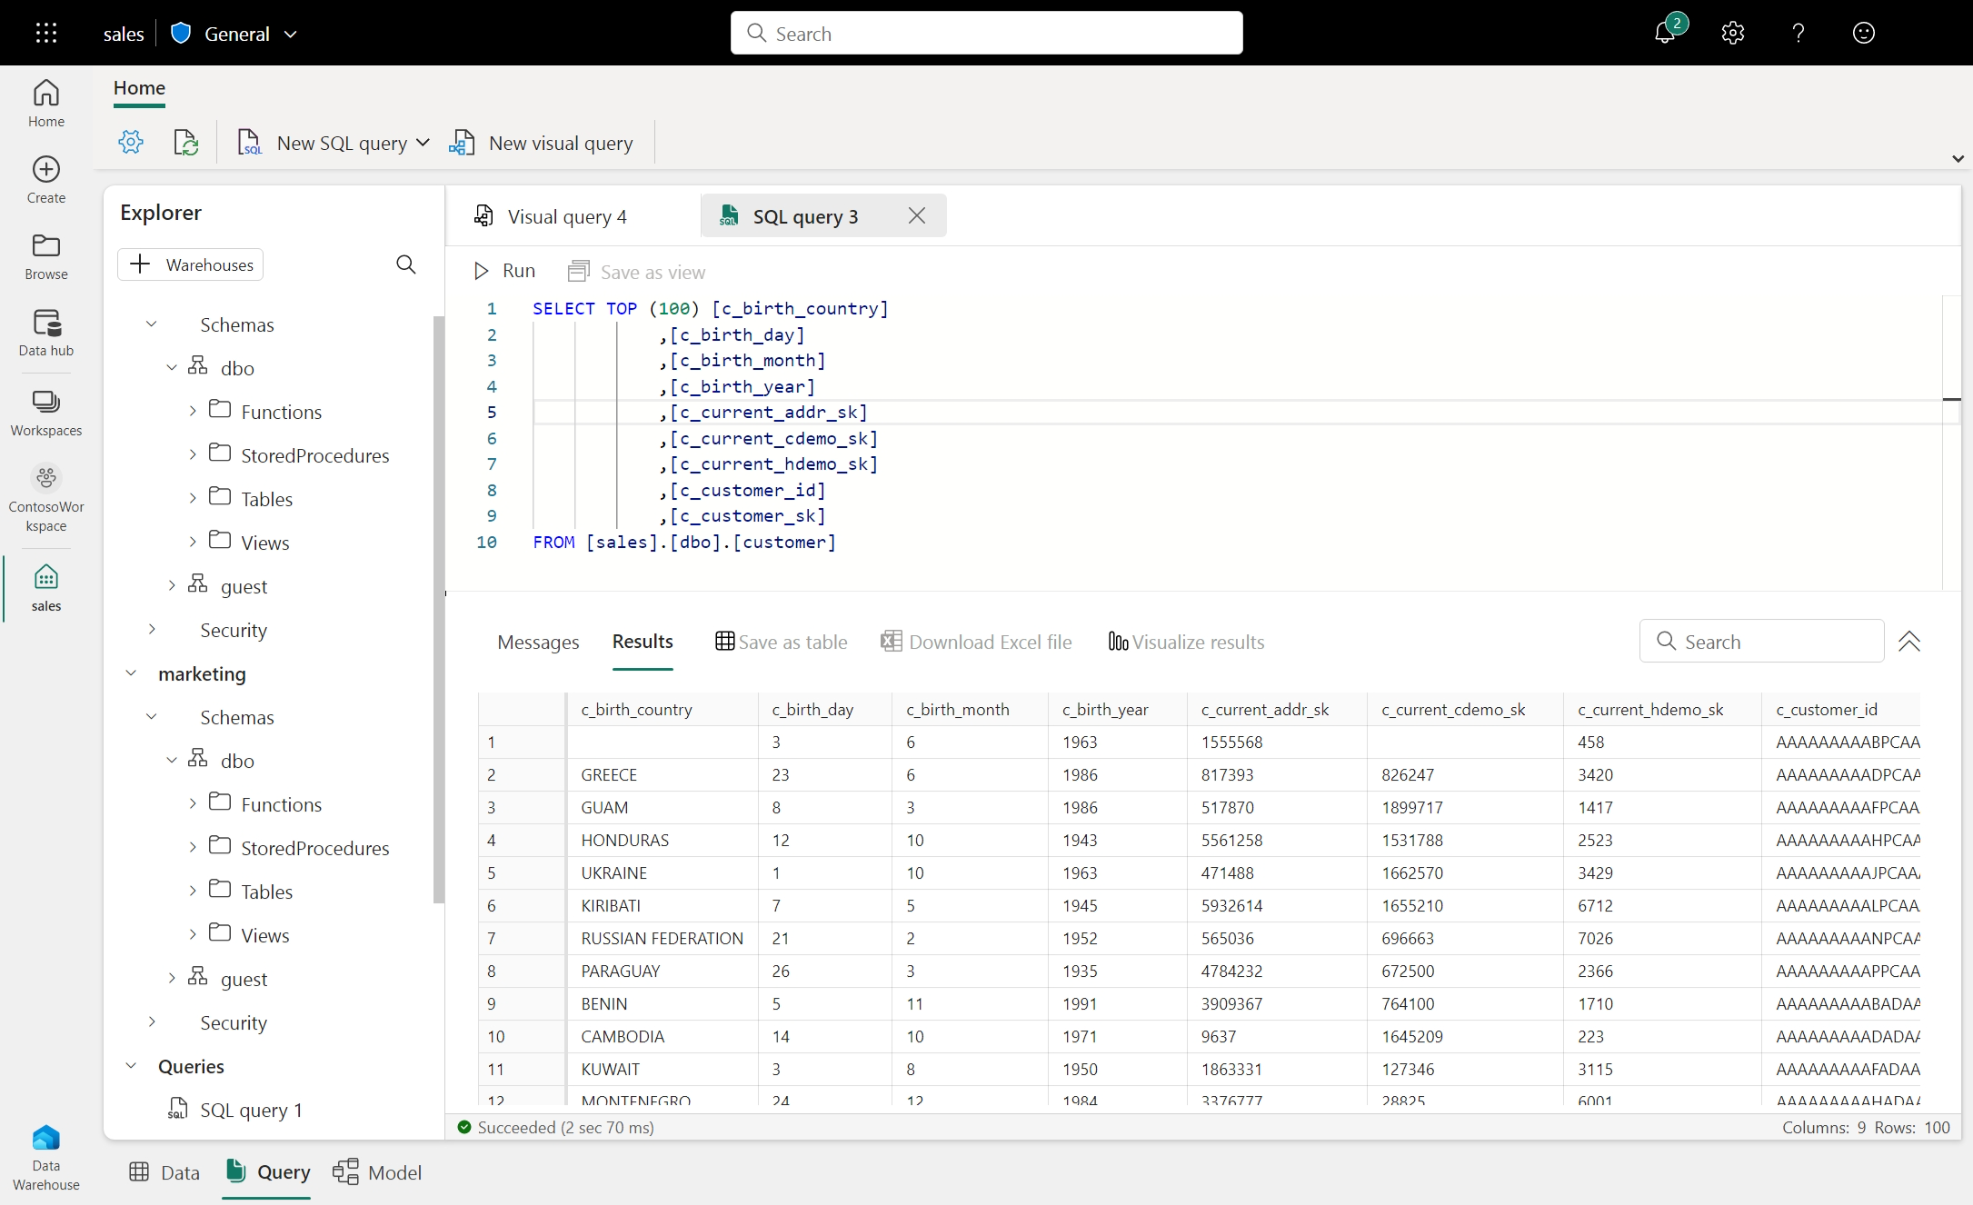 sales General Search 2 ?
Home
Home
New SQL query New visual query
Create
Browse
Data hub
Workspaces
ContosoWor
kspace
sales
Data
Warehouse
Explorer
Warehouses
Schemas
dbo
Functions
StoredProcedures
Tables
Views
guest
Security
marketing
Schemas
dbo
Functions
StoredProcedures
Tables
Views
guest
Security
Queries
SQL SQL query 1
Visual query 4 SQL SQL query 3
Run Save as view
1 SELECT TOP (100) [c_birth_country]
2 ,[c_birth_day]
3 ,[c_birth_month]
4 ,[c_birth_year]
5 ,[c_current_addr_sk]
6 ,[c_current_cdemo_sk]
7 ,[c_current_hdemo_sk]
8 ,[c_customer_id]
9 ,[c_customer_sk]
10 FROM [sales].[dbo].[customer]
Messages Results Save as table Download Excel file Visualize results Search
c_birth_country c_birth_day c_birth_month c_birth_year c_current_addr_sk c_current_cdemo_sk c_current_hdemo_sk c_customer_id
1 3 6 1963 1555568 458 AAAAAAAAABPCAA
2 GREECE 23 6 1986 817393 826247 3420 AAAAAAAAADPCAA
3 GUAM 8 3 1986 517870 1899717 1417 AAAAAAAAAFPCAA
4 HONDURAS 12 10 1943 5561258 1531788 2523 AAAAAAAAAHPCAA
5 UKRAINE 1 10 1963 471488 1662570 3429 AAAAAAAAAJPCAA
6 KIRIBATI 7 5 1945 5932614 1655210 6712 AAAAAAAAALPCAA
7 RUSSIAN FEDERATION 21 2 1952 565036 696663 7026 AAAAAAAAANPCAA
8 PARAGUAY 26 3 1935 4784232 672500 2366 AAAAAAAAAPPCAA
9 BENIN 5 11 1991 3909367 764100 1710 AAAAAAAAABADAA
10 CAMBODIA 14 10 1971 9637 1645209 223 AAAAAAAAADADAA
11 KUWAIT 3 8 1950 1863331 127346 3115 AAAAAAAAAFADAA
12 MONTENEGRO 24 12 1984 3376777 28825 6001 AAAAAAAAAHADAA
Succeeded (2 sec 70 ms) Columns: 9 Rows: 100
Data Query Model